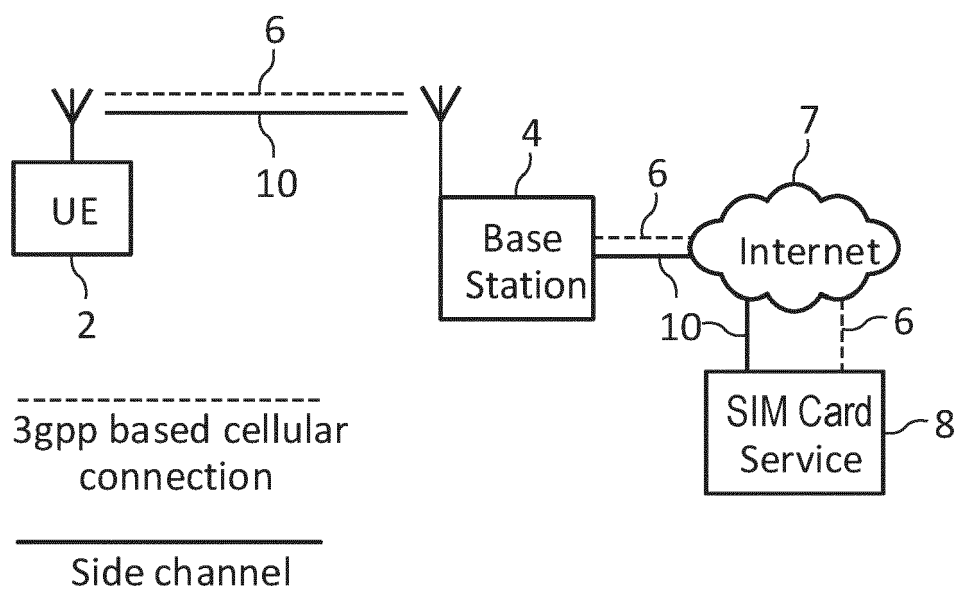 6
10
UE
2
4
Base
Station
6
10
7
Internet
10
6
SIM Card
Service
8
3gpp based cellular
connection
Side channel